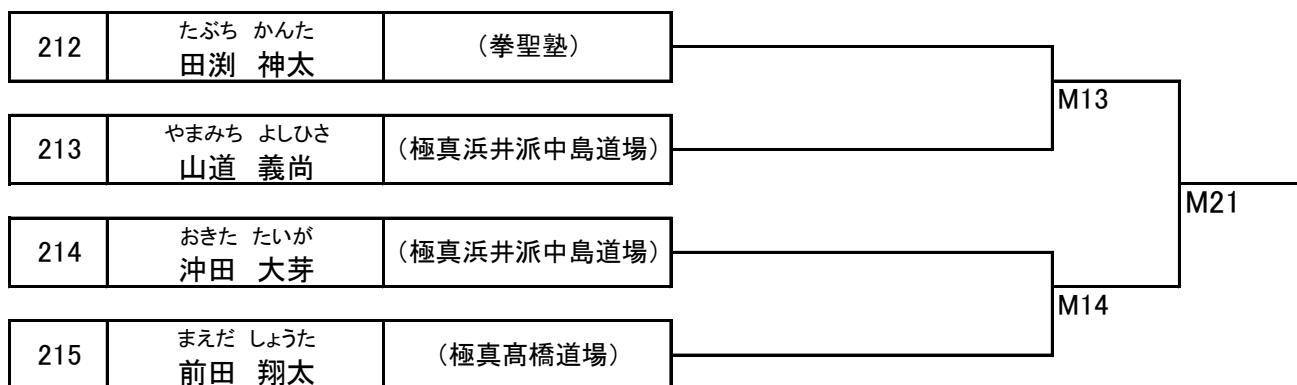 212
たぶち かんた
田渕 神太
（拳聖塾）
M13
213
やまみち よしひさ
山道 義尚
（極真浜井派中島道場）
M21
214
おきた たいが
沖田 大芽
（極真浜井派中島道場）
M14
215
まえだ しょうた
前田 翔太
（極真髙橋道場）